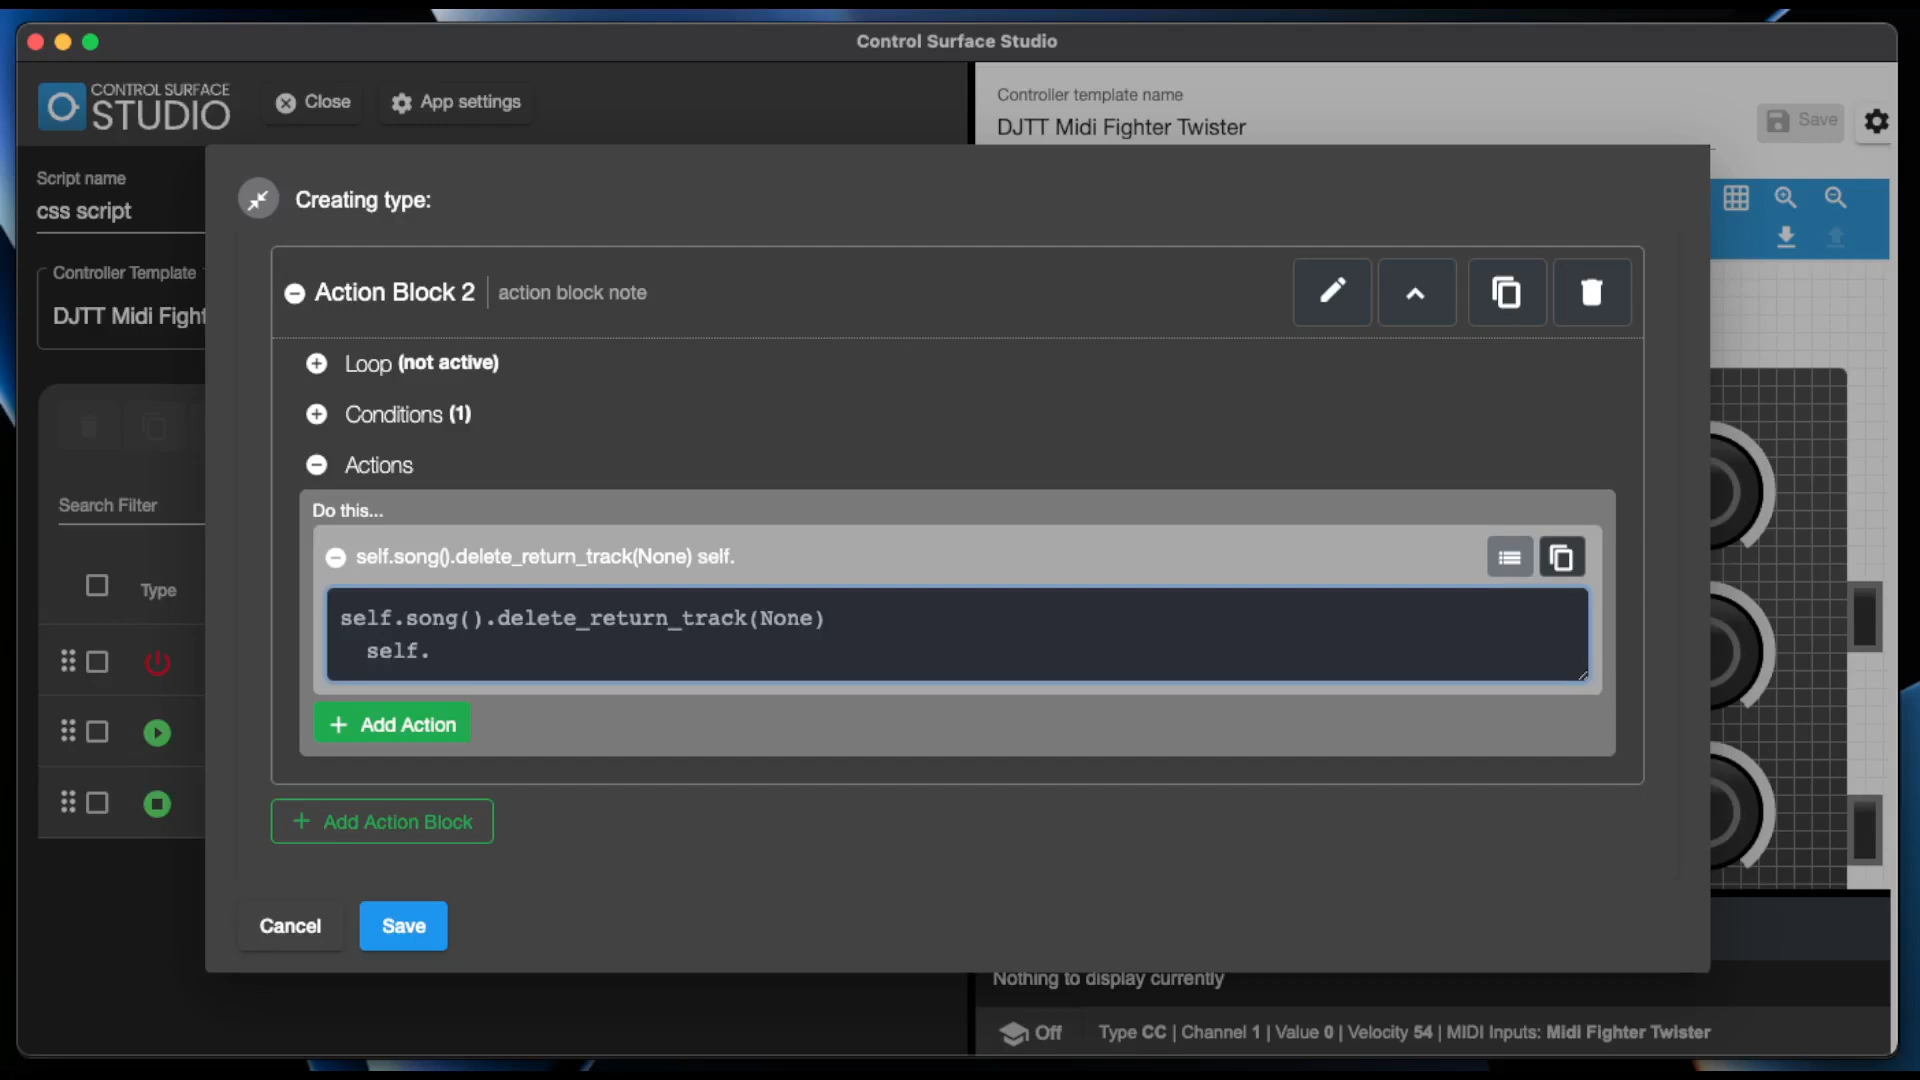 Control Surface Studio
CONTROL SURFACE
STUDIO
Close
App settings
Controller template name
DJTT Midi Fighter Twister
Save
Script name
css script
Controller Template
DJTT Midi Fight
Creating type:
Action Block 2
action block note
Loop (not active)
Conditions (1)
Actions
Search Filter
Do this...
self.song().delete_return_track(None) self.
self.song().delete_return_track(None)
self.
Type
Add Action
Add Action Block
Cancel
Save
Nothing to display currently
Off
Type CC | Channel 1 | Value 0 | Velocity 54 | MIDI Inputs: Midi Fighter Twister